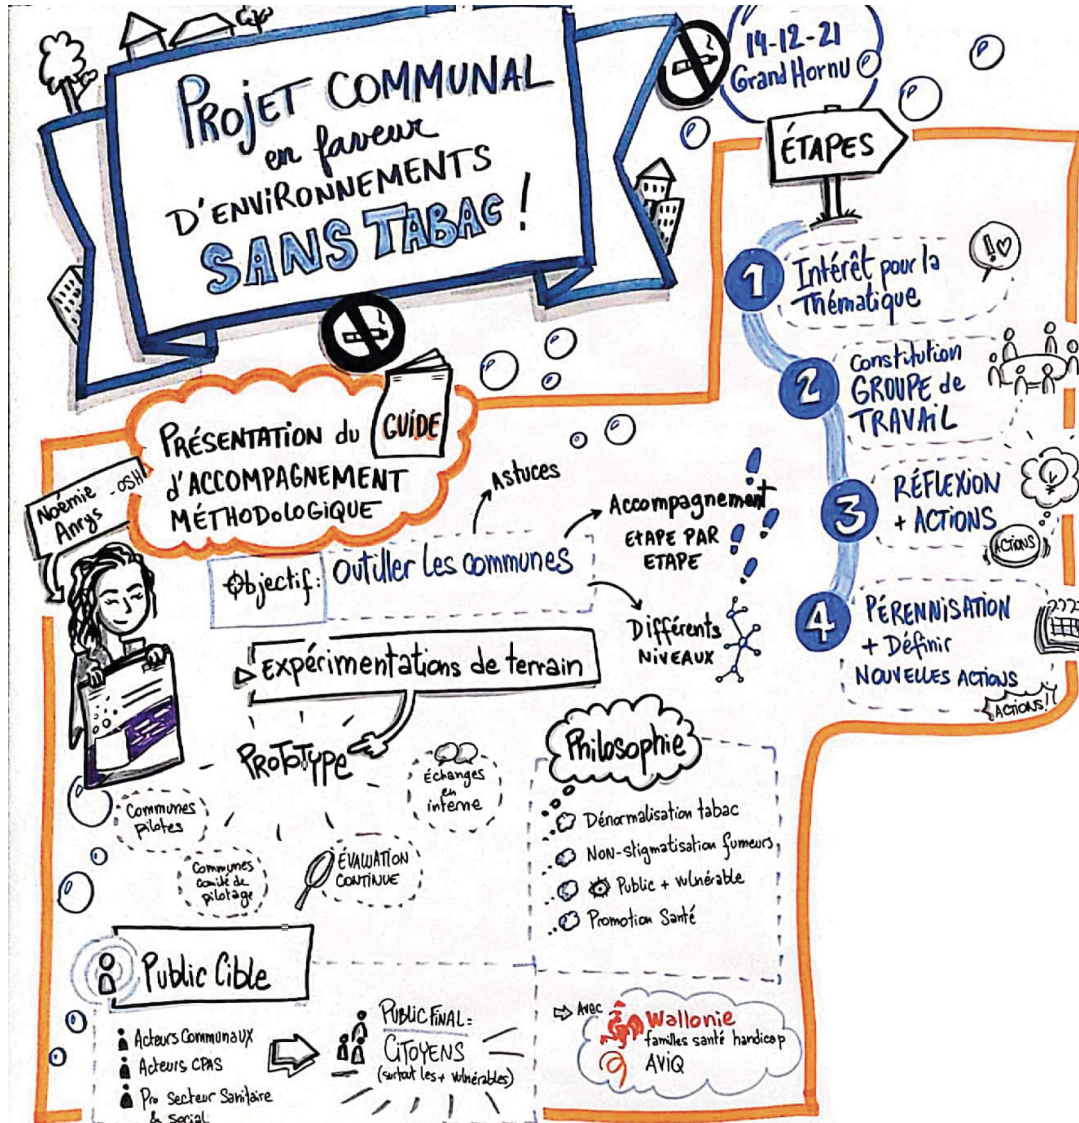 PROJET COMMUNAL
en faveur
D'ENVIRONNEMENTS
SANS TABAC !
14-12-21
Grand Hornu
ÉTAPES
1 Intérêt pour la
Thématique
2 Constitution
GROUPE de
TRAVAIL
3 RÉFLEXION
+ ACTIONS
ACTIONS
4 PÉRENNISATION
+ Définir
NOUVELLES ACTIONS
ACTIONS!
PRÉSENTATION du GUIDE
d'ACCOMPAGNEMENT
MÉTHODOLOGIQUE
Noémie
Anrys - OSH
Objectif: Outiller les communes
Astuces
Accompagnement
ETAPE PAR
ETAPE
Différents
NIVEAUX
Expérimentations de terrain
PROTOTYPE
Communes
pilotes
Communes
comité de
pilotage
ÉVALUATION
CONTINUE
Échanges
en
interne
Philosophie
Dénormalisation tabac
Non-stigmatisation fumeurs
Public + vulnérable
Promotion Santé
Public Cible
Acteurs Communaux
Acteurs CPAS
Pro Secteur Sanitaire
& Social
PUBLIC FINAL =
CITOYENS
(surtout les + vulnérables)
Avec
Wallonie
familles santé handicap
AViQ